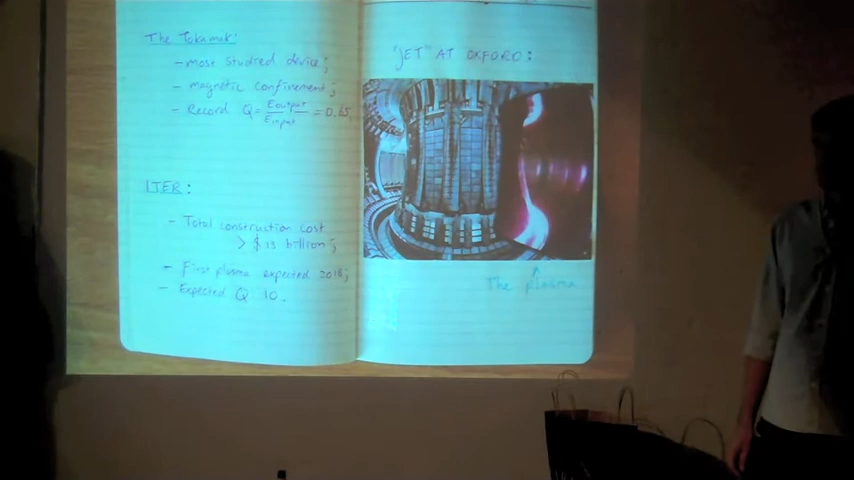 The Tokamak:
- most studied device;
- magnetic confinement;
- Record Q = Eoutput / Einput = 0.65;
ITER:
- Total construction cost
> $ 13 billion;
- First plasma expected 2018;
- Expected Q 10.
"JET" AT OXFORD:
The plasma